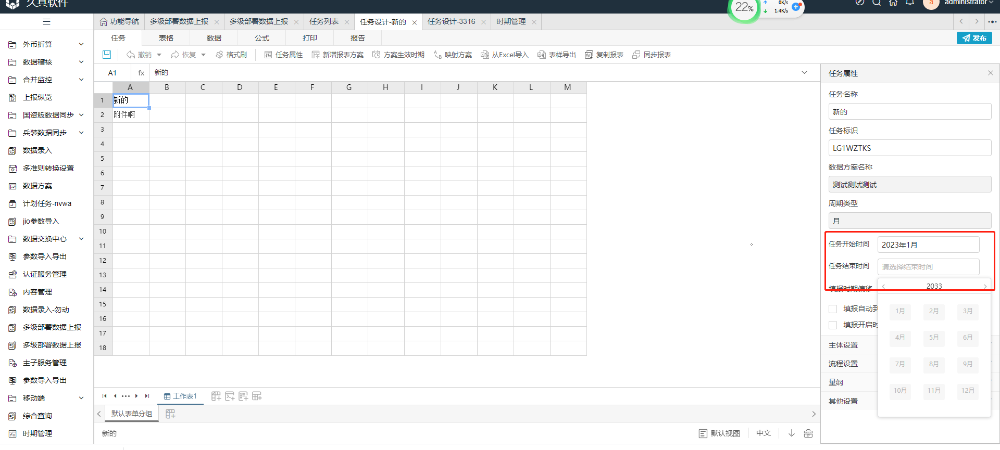 久其软件
22%
0K/s
1.4K/s
a
administrator
功能导航
多级部署数据上报
多级部署数据上报
任务列表
任务设计-新的
任务设计-3316
时期管理
任务
表格
数据
公式
打印
报告
发布
撤销
恢复
格式刷
任务属性
新增报表方案
方案生效时期
映射方案
从Excel导入
表样导出
复制报表
同步报表
外币折算
数据稽核
合并监控
上报纵览
国资版数据同步
兵装数据同步
数据录入
多准则转换设置
数据方案
计划任务-nvwa
jio参数导入
数据交换中心
参数导入导出
认证服务管理
内容管理
数据录入-勿动
多级部署数据上报
多级部署数据上报
主子服务管理
参数导入导出
移动端
综合查询
时期管理
A1
fx
新的
A B C D E F G H I J K L M
1 新的
2 附件啊
3
4
5
6
7
8
9
10
11
12
13
14
15
16
17
18
工作表1
默认表单分组
新的
默认视图
中文
任务属性
任务名称
新的
任务标识
LG1WZTKS
数据方案名称
测试测试测试
周期类型
月
任务开始时间
2023年1月
任务结束时间
请选择结束时间
填报时期偏移
2033
填报自动到
填报开启时
1月 2月 3月
4月 5月 6月
7月 8月 9月
10月 11月 12月
主体设置
流程设置
量纲
其他设置